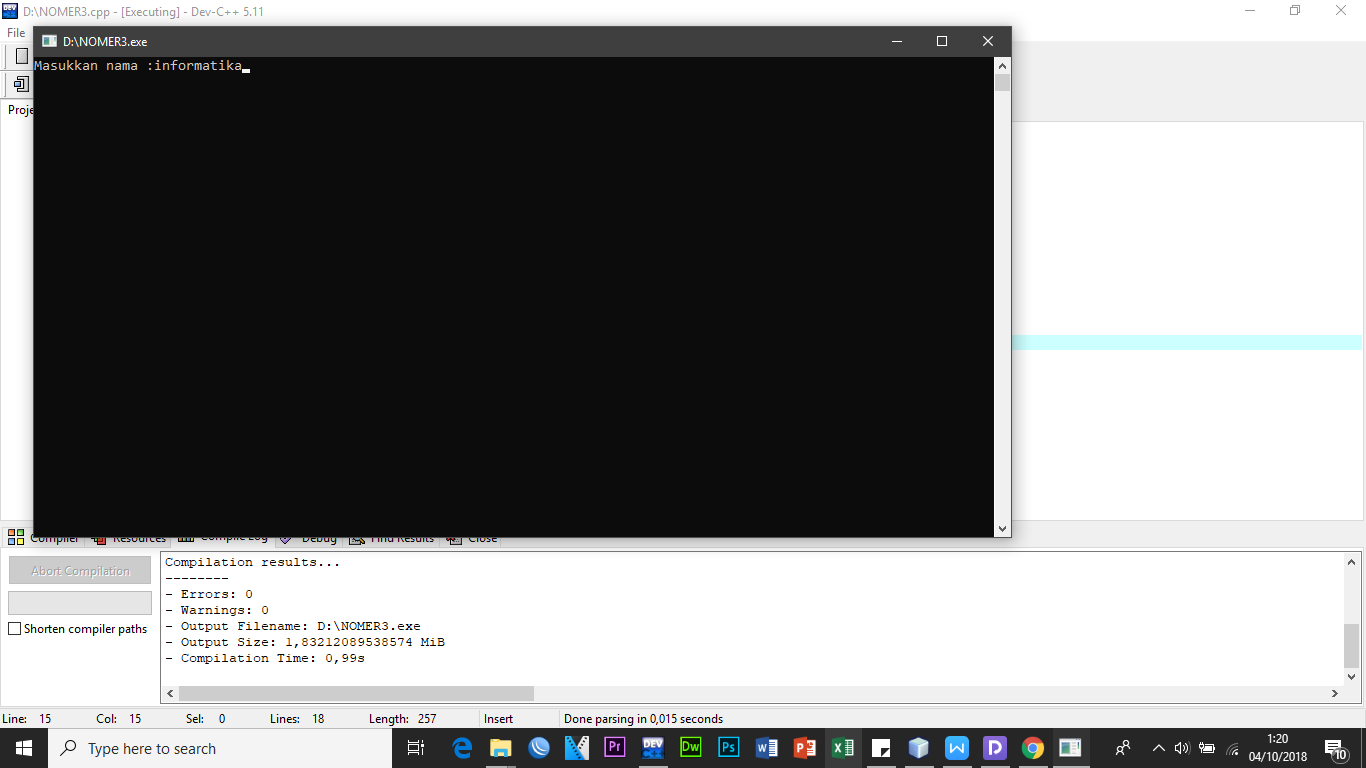 D:\NOMER3.cpp - [Executing] - Dev-C++ 5.11
File
D:\NOMER3.exe
Masukkan nama :informatika
Proje
Compiler Resources Compile Log Debug Find Results Close
Abort Compilation
Shorten compiler paths
Compilation results...
--------
- Errors: 0
- Warnings: 0
- Output Filename: D:\NOMER3.exe
- Output Size: 1,83212089538574 MiB
- Compilation Time: 0,99s
Line: 15 Col: 15 Sel: 0 Lines: 18 Length: 257 Insert Done parsing in 0,015 seconds
Type here to search
1:20
04/10/2018
10